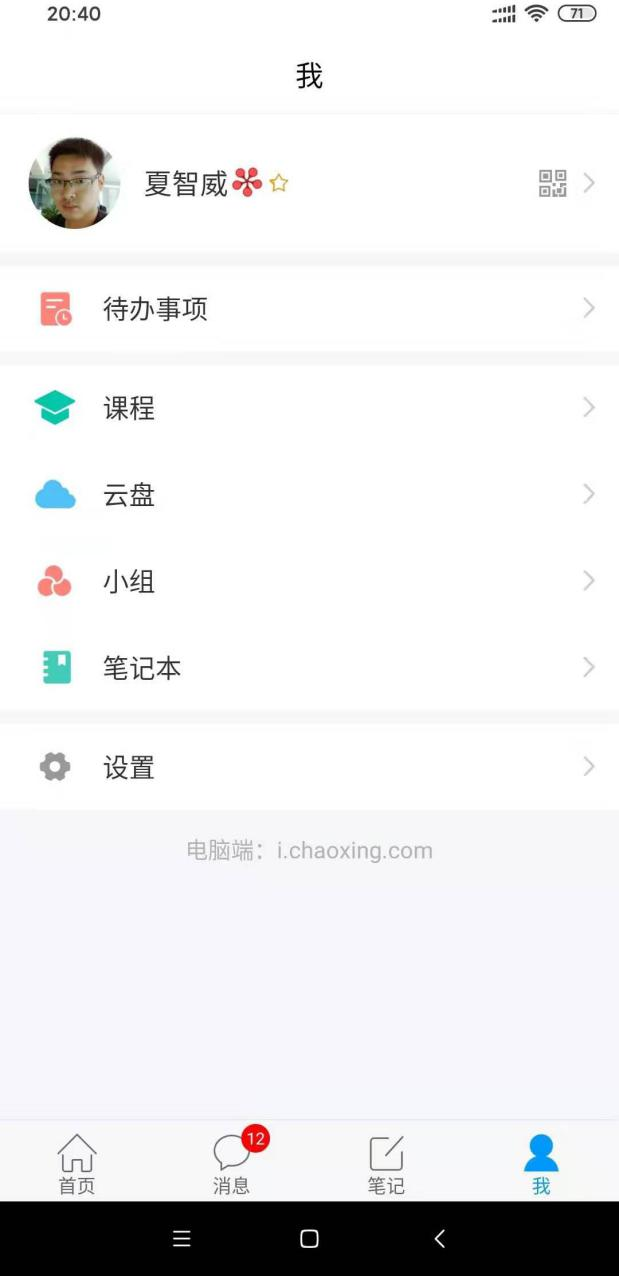 20:40
71
我
夏智威
待办事项
课程
云盘
小组
笔记本
设置
电脑端：i.chaoxing.com
12
首页
消息
笔记
我